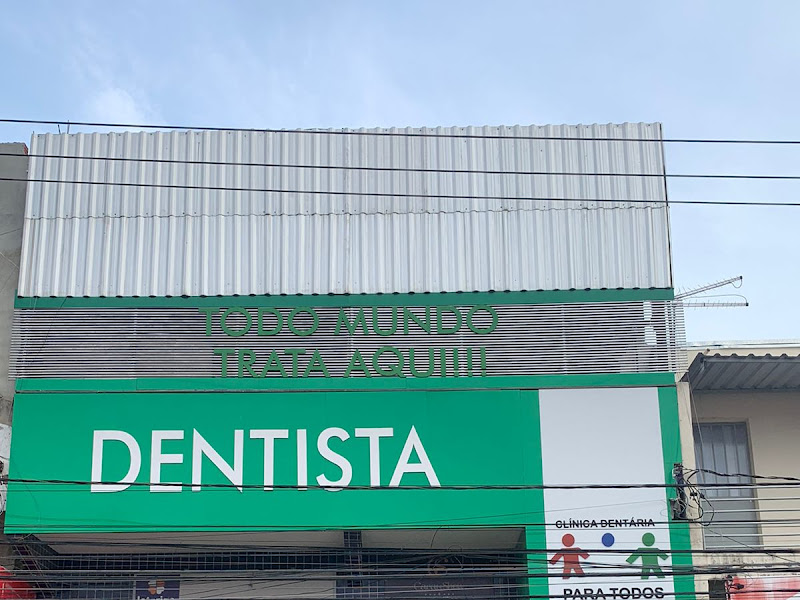 TODO MUNDO
TRATA AQUI!!!!
DENTISTA
CLÍNICA DENTÁRIA
PARA TODOS